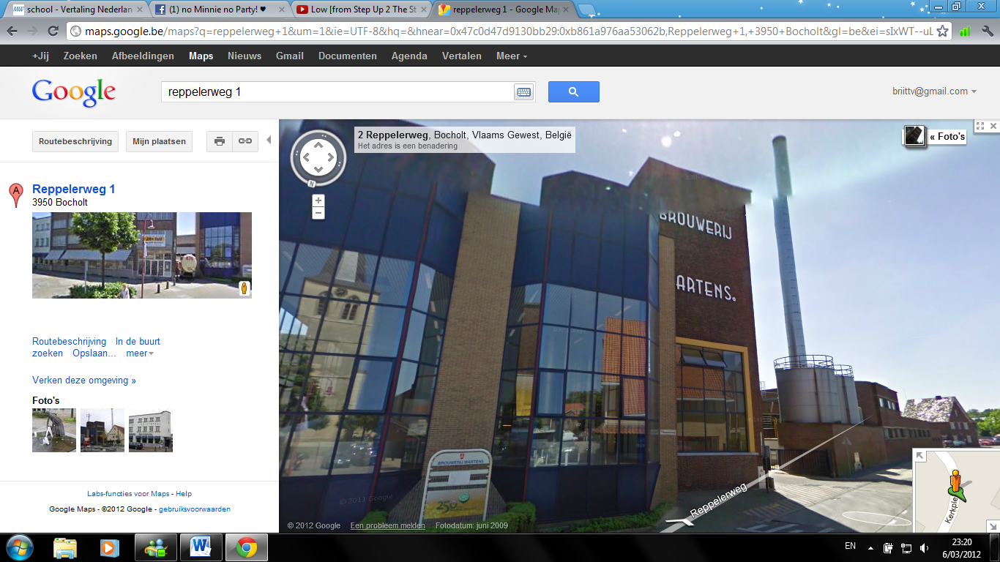 school - Vertaling Nederlan
(1) no Minnie no Party! ♥
Low [from Step Up 2 The St
reppelerweg 1 - Google Ma
maps.google.be/maps?q=reppelerweg+1&um=1&ie=UTF-8&hq=&hnear=0x47c0d47d9130bb29:0xb861a976aa53062b,Reppelerweg+1,+3950+Bocholt&gl=be&ei=sIxWT--uL
+Jij Zoeken Afbeeldingen Maps Nieuws Gmail Documenten Agenda Vertalen Meer
Google
reppelerweg 1
briittv@gmail.com
Routebeschrijving Mijn plaatsen
A
Reppelerweg 1
3950 Bocholt
Routebeschrijving In de buurt
zoeken Opslaan... meer
Verken deze omgeving »
Foto's
Labs-functies voor Maps - Help
Google Maps - ©2012 Google - gebruiksvoorwaarden
2 Reppelerweg, Bocholt, Vlaams Gewest, België
Het adres is een benadering
« Foto's
N
+
−
BROUWERIJ
ARTENS.
BROUWERIJ MARTENS
250
Reppelerweg
Kerkple
© 2011 Google
© 2012 Google Een probleem melden Fotodatum: juni 2009
EN
23:20
6/03/2012